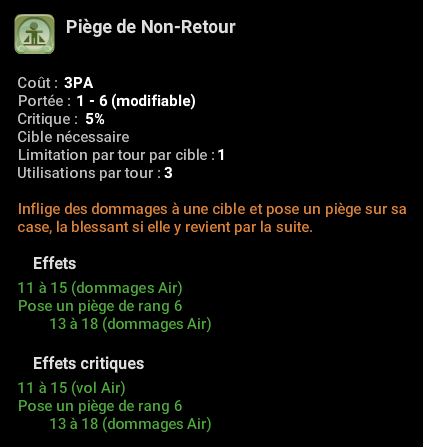 Piège de Non-Retour
Coût : 3PA
Portée : 1 - 6 (modifiable)
Critique : 5%
Cible nécessaire
Limitation par tour par cible : 1
Utilisations par tour : 3
Inflige des dommages à une cible et pose un piège sur sa
case, la blessant si elle y revient par la suite.
Effets
11 à 15 (dommages Air)
Pose un piège de rang 6
13 à 18 (dommages Air)
Effets critiques
11 à 15 (vol Air)
Pose un piège de rang 6
13 à 18 (dommages Air)